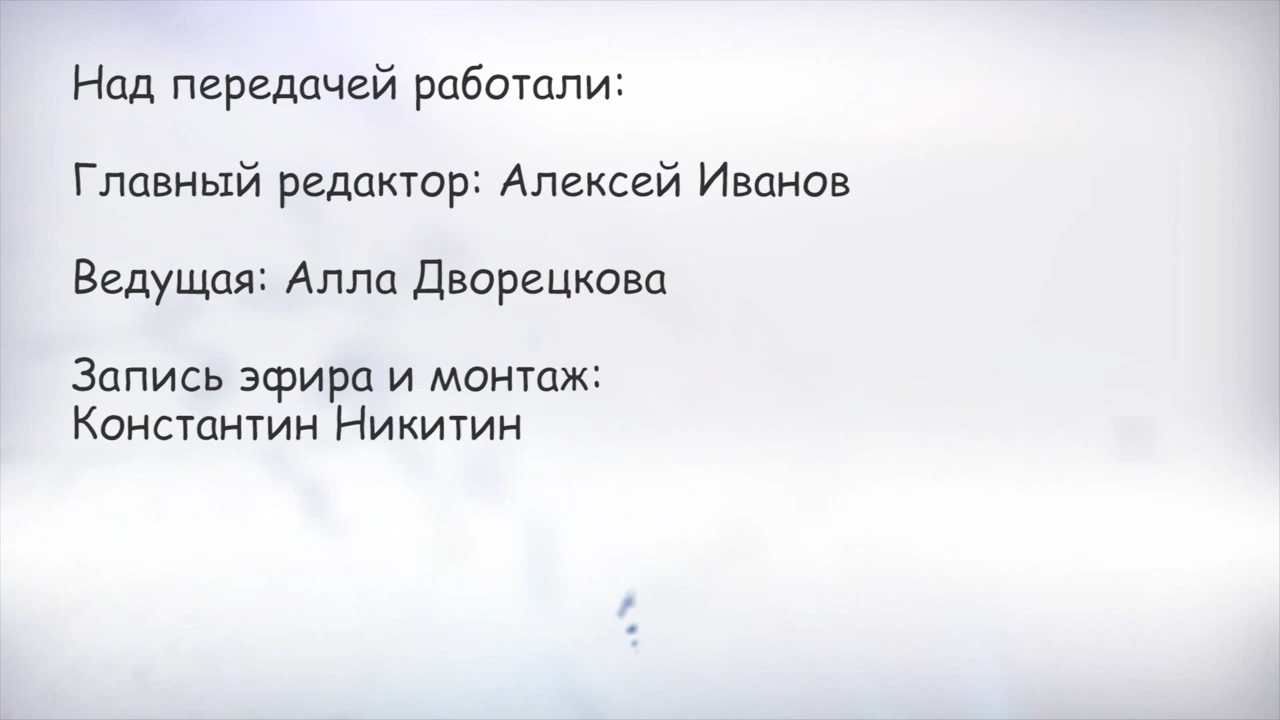 Над передачей работали:
Главный редактор: Алексей Иванов
Ведущая: Алла Дворецкова
Запись эфира и монтаж:
Константин Никитин